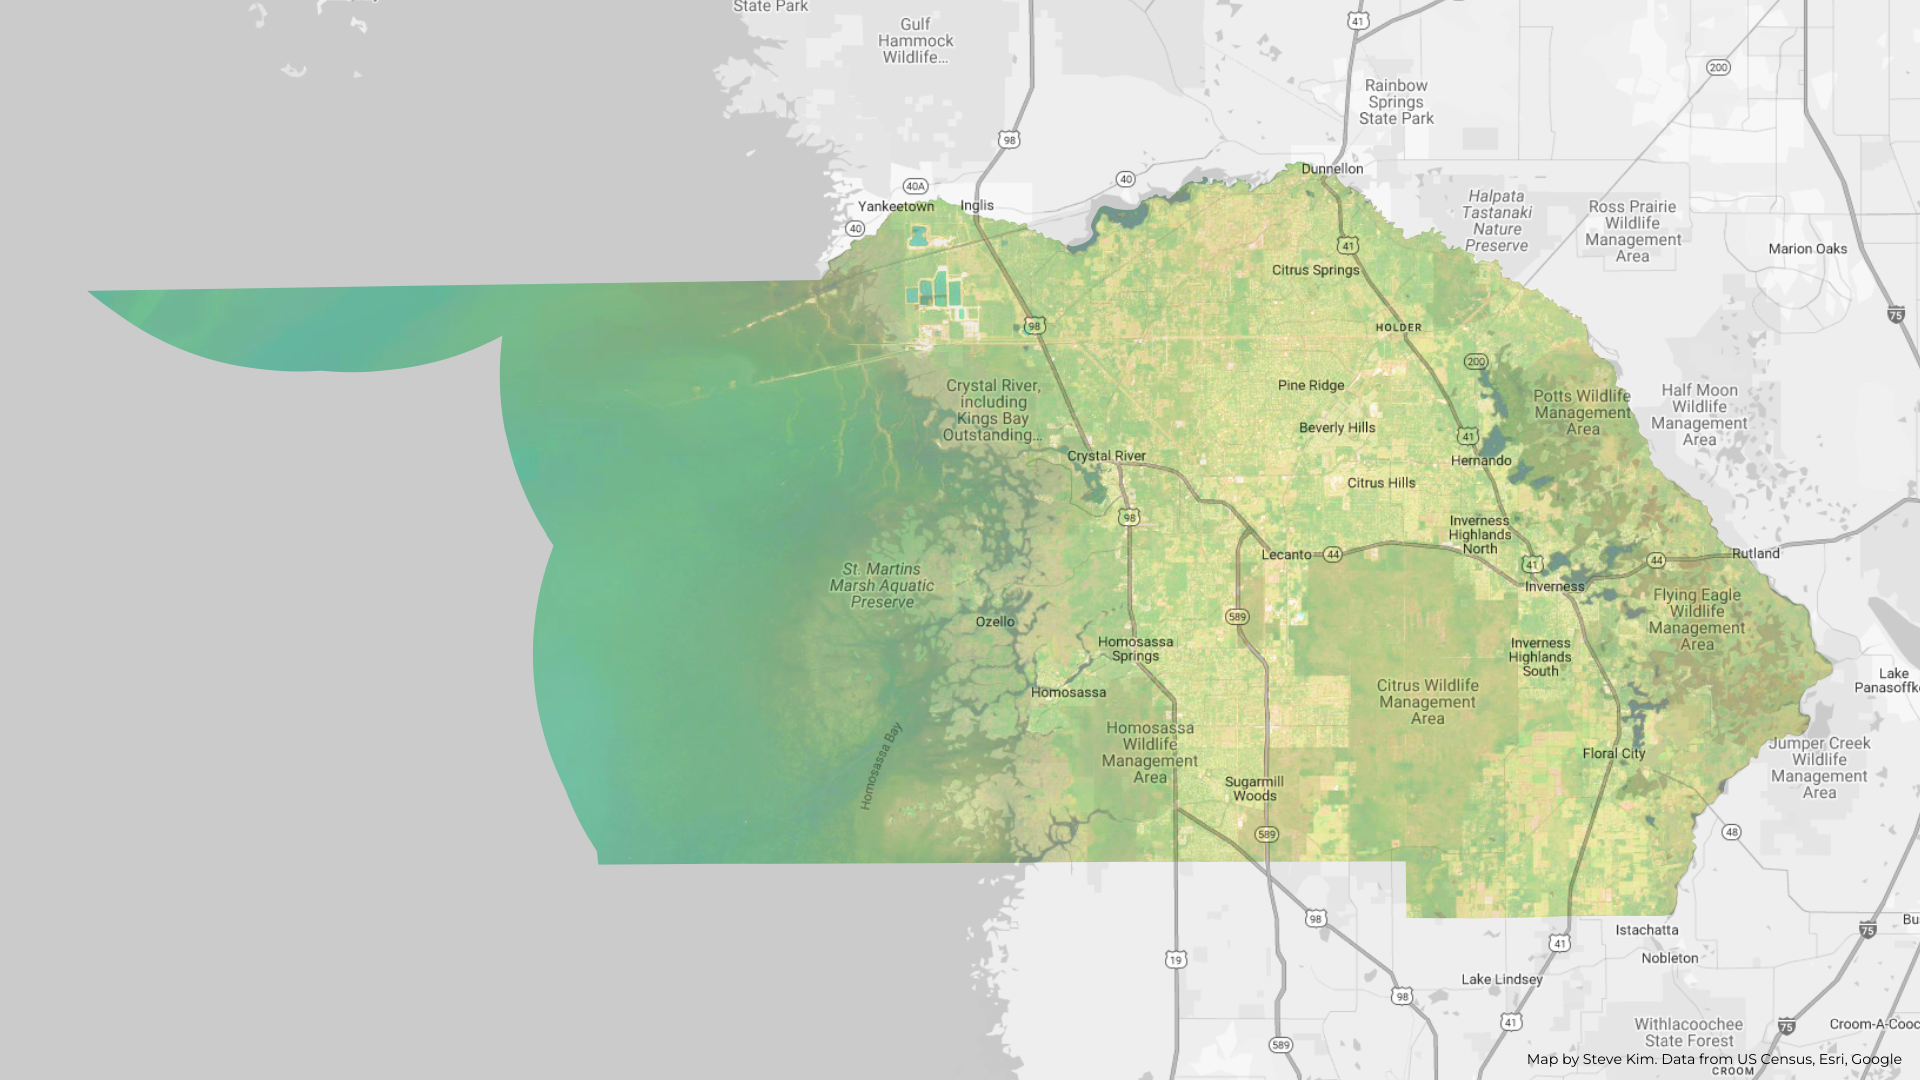 State Park
Gulf
Hammock
Wildlife...
41
200
Rainbow
Springs
State Park
98
Dunnellon
40
40A
Yankeetown
Inglis
40
Halpata
Tastanaki
Nature
Preserve
Ross Prairie
Wildlife
Management
Area
Marion Oaks
41
Citrus Springs
75
98
HOLDER
200
Crystal River,
including
Kings Bay
Outstanding...
Pine Ridge
Potts Wildlife
Management
Area
Half Moon
Wildlife
Management
Area
Beverly Hills
41
Crystal River
Hernando
Citrus Hills
98
Inverness
Highlands
North
Lecanto
44
41
44
Rutland
St. Martins
Marsh Aquatic
Preserve
Inverness
Flying Eagle
Wildlife
Management
Area
Ozello
589
Homosassa
Springs
Inverness
Highlands
South
Homosassa
Citrus Wildlife
Management
Area
Lake
Panasoffk
Homosassa
Wildlife
Management
Area
Homosassa Bay
Floral City
Jumper Creek
Wildlife
Management
Area
Sugarmill
Woods
589
48
98
41
Istachatta
75
Bu
19
Nobleton
Lake Lindsey
98
41
Withlacoochee
State Forest
75
Croom-A-Cooc
589
Map by Steve Kim. Data from US Census, Esri, Google
CROOM